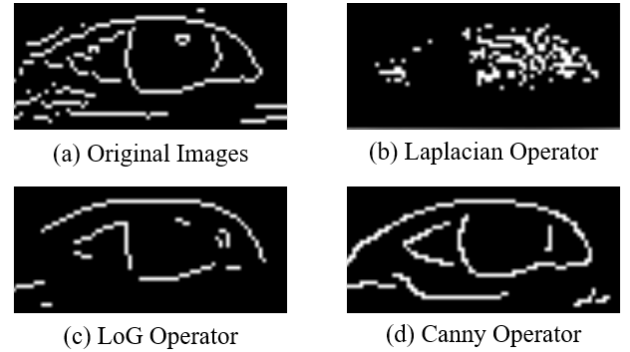 (a) Original Images
(b) Laplacian Operator
(c) LoG Operator
(d) Canny Operator